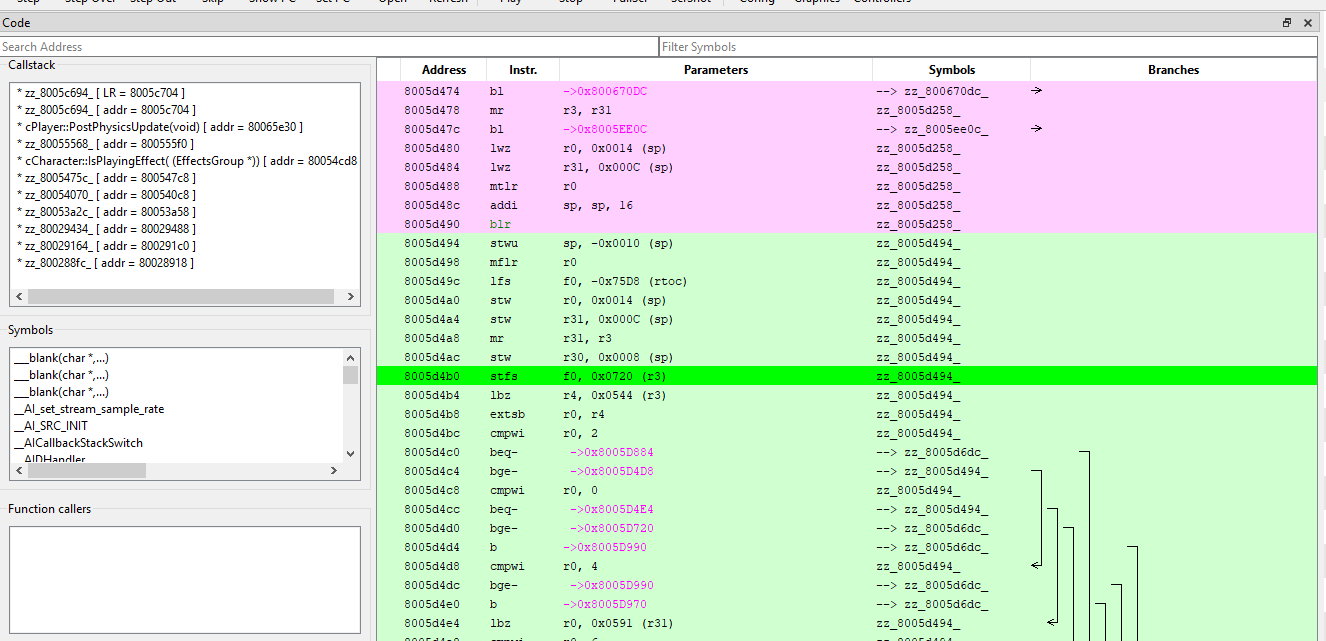 Step Step Over Step Out Skip Show PC Set PC Open Refresh Play Stop FullScr ScrShot Config Graphics Controllers
Code
Search Address
Filter Symbols
Callstack
* zz_8005c694_ [ LR = 8005c704 ]
* zz_8005c694_ [ addr = 8005c704 ]
* cPlayer::PostPhysicsUpdate(void) [ addr = 80065e30 ]
* zz_80055568_ [ addr = 800555f0 ]
* cCharacter::IsPlayingEffect( (EffectsGroup *)) [ addr = 80054cd8
* zz_8005475c_ [ addr = 800547c8 ]
* zz_80054070_ [ addr = 800540c8 ]
* zz_80053a2c_ [ addr = 80053a58 ]
* zz_80029434_ [ addr = 80029488 ]
* zz_80029164_ [ addr = 800291c0 ]
* zz_800288fc_ [ addr = 80028918 ]
Symbols
___blank(char *,...)
___blank(char *,...)
___blank(char *,...)
__AI_set_stream_sample_rate
__AI_SRC_INIT
__AICallbackStackSwitch
__AIDHandler
Function callers
Address Instr. Parameters Symbols Branches
8005d474 bl ->0x800670DC --> zz_800670dc_
8005d478 mr r3, r31 zz_8005d258_
8005d47c bl ->0x8005EE0C --> zz_8005ee0c_
8005d480 lwz r0, 0x0014 (sp) zz_8005d258_
8005d484 lwz r31, 0x000C (sp) zz_8005d258_
8005d488 mtlr r0 zz_8005d258_
8005d48c addi sp, sp, 16 zz_8005d258_
8005d490 blr zz_8005d258_
8005d494 stwu sp, -0x0010 (sp) zz_8005d494_
8005d498 mflr r0 zz_8005d494_
8005d49c lfs f0, -0x75D8 (rtoc) zz_8005d494_
8005d4a0 stw r0, 0x0014 (sp) zz_8005d494_
8005d4a4 stw r31, 0x000C (sp) zz_8005d494_
8005d4a8 mr r31, r3 zz_8005d494_
8005d4ac stw r30, 0x0008 (sp) zz_8005d494_
8005d4b0 stfs f0, 0x0720 (r3) zz_8005d494_
8005d4b4 lbz r4, 0x0544 (r3) zz_8005d494_
8005d4b8 extsb r0, r4 zz_8005d494_
8005d4bc cmpwi r0, 2 zz_8005d494_
8005d4c0 beq- ->0x8005D884 --> zz_8005d6dc_
8005d4c4 bge- ->0x8005D4D8 --> zz_8005d494_
8005d4c8 cmpwi r0, 0 zz_8005d494_
8005d4cc beq- ->0x8005D4E4 --> zz_8005d494_
8005d4d0 bge- ->0x8005D720 --> zz_8005d6dc_
8005d4d4 b ->0x8005D990 --> zz_8005d6dc_
8005d4d8 cmpwi r0, 4 zz_8005d494_
8005d4dc bge- ->0x8005D990 --> zz_8005d6dc_
8005d4e0 b ->0x8005D970 --> zz_8005d6dc_
8005d4e4 lbz r0, 0x0591 (r31) zz_8005d494_